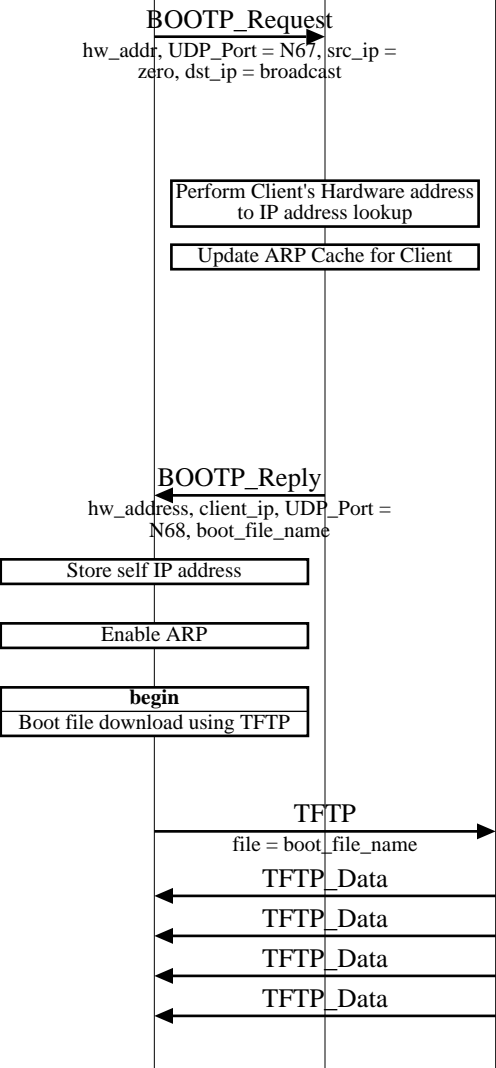 BOOTP_Request
hw_addr, UDP_Port = N67, src_ip =
zero, dst_ip = broadcast
Perform Client's Hardware address
to IP address lookup
Update ARP Cache for Client
BOOTP_Reply
hw_address, client_ip, UDP_Port =
N68, boot_file_name
Store self IP address
Enable ARP
begin
Boot file download using TFTP
TFTP
file = boot_file_name
TFTP_Data
TFTP_Data
TFTP_Data
TFTP_Data